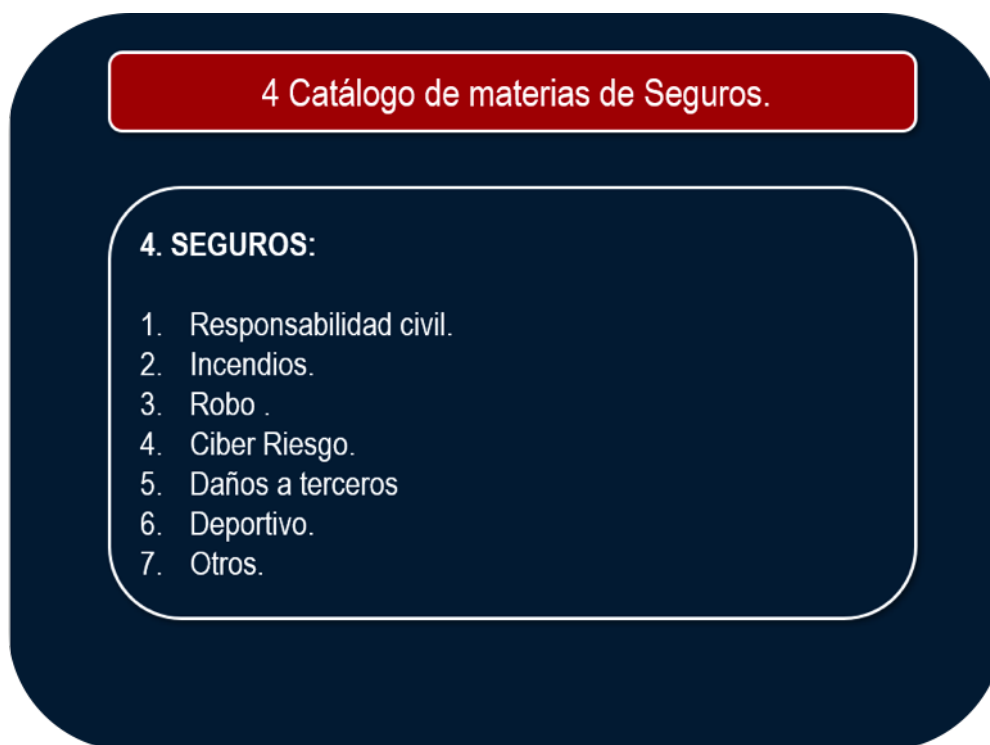 4 Catálogo de materias de Seguros.
4. SEGUROS:
1. Responsabilidad civil.
2. Incendios.
3. Robo .
4. Ciber Riesgo.
5. Daños a terceros
6. Deportivo.
7. Otros.